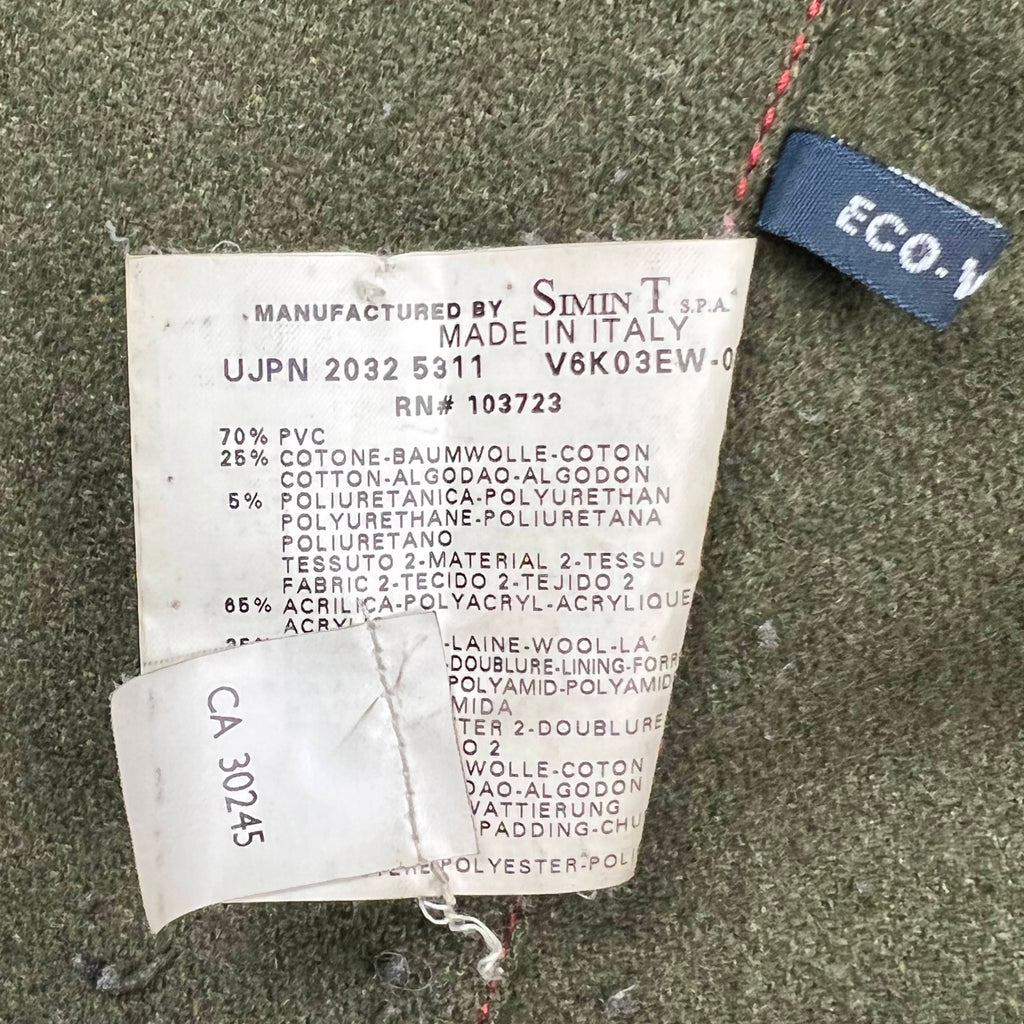 MANUFACTURED BY SIMIN T S.P.A.
MADE IN ITALY
UJPN 2032 5311 V6K03EW-0
RN# 103723
70% PVC
25% COTONE-BAUMWOLLE-COTON
COTTON-ALGODAO-ALGODON
5% POLIURETANICA-POLYURETHAN
POLYURETHANE-POLIURETANA
POLIURETANO
TESSUTO 2-MATERIAL 2-TESSU 2
FABRIC 2-TECIDO 2-TEJIDO 2
65% ACRILICA-POLYACRYL-ACRYLIQUE
-LAINE-WOOL-LA
DOUBLURE-LINING-FORR
POLYAMID-POLYAMID
MIDA
TER 2-DOUBLURE
O 2
WOLLE-COTON
DAO-ALGODON
VATTIERUNG
PADDING-CHU
POLYESTER-POLI
CA 30245
ECO-